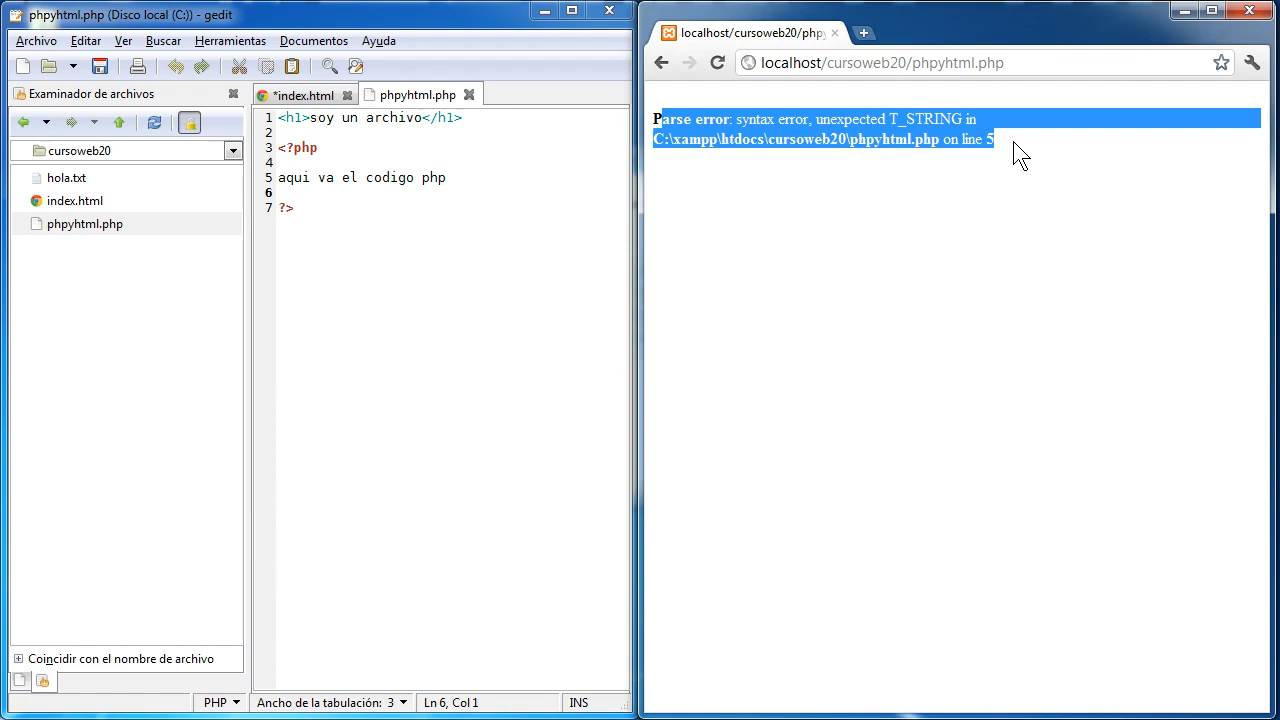 phpyhtml.php (Disco local (C:)) - gedit
Archivo Editar Ver Buscar Herramientas Documentos Ayuda
Examinador de archivos
cursoweb20
hola.txt
index.html
phpyhtml.php
Coincidir con el nombre de archivo
*index.html
phpyhtml.php
1 <h1>soy un archivo</h1>
2
3 <?php
4
5 aqui va el codigo php
6
7 ?>
PHP Ancho de la tabulación: 3 Ln 6, Col 1 INS
localhost/cursoweb20/php
localhost/cursoweb20/phpyhtml.php
Parse error: syntax error, unexpected T_STRING in
C:\xampp\htdocs\cursoweb20\phpyhtml.php on line 5